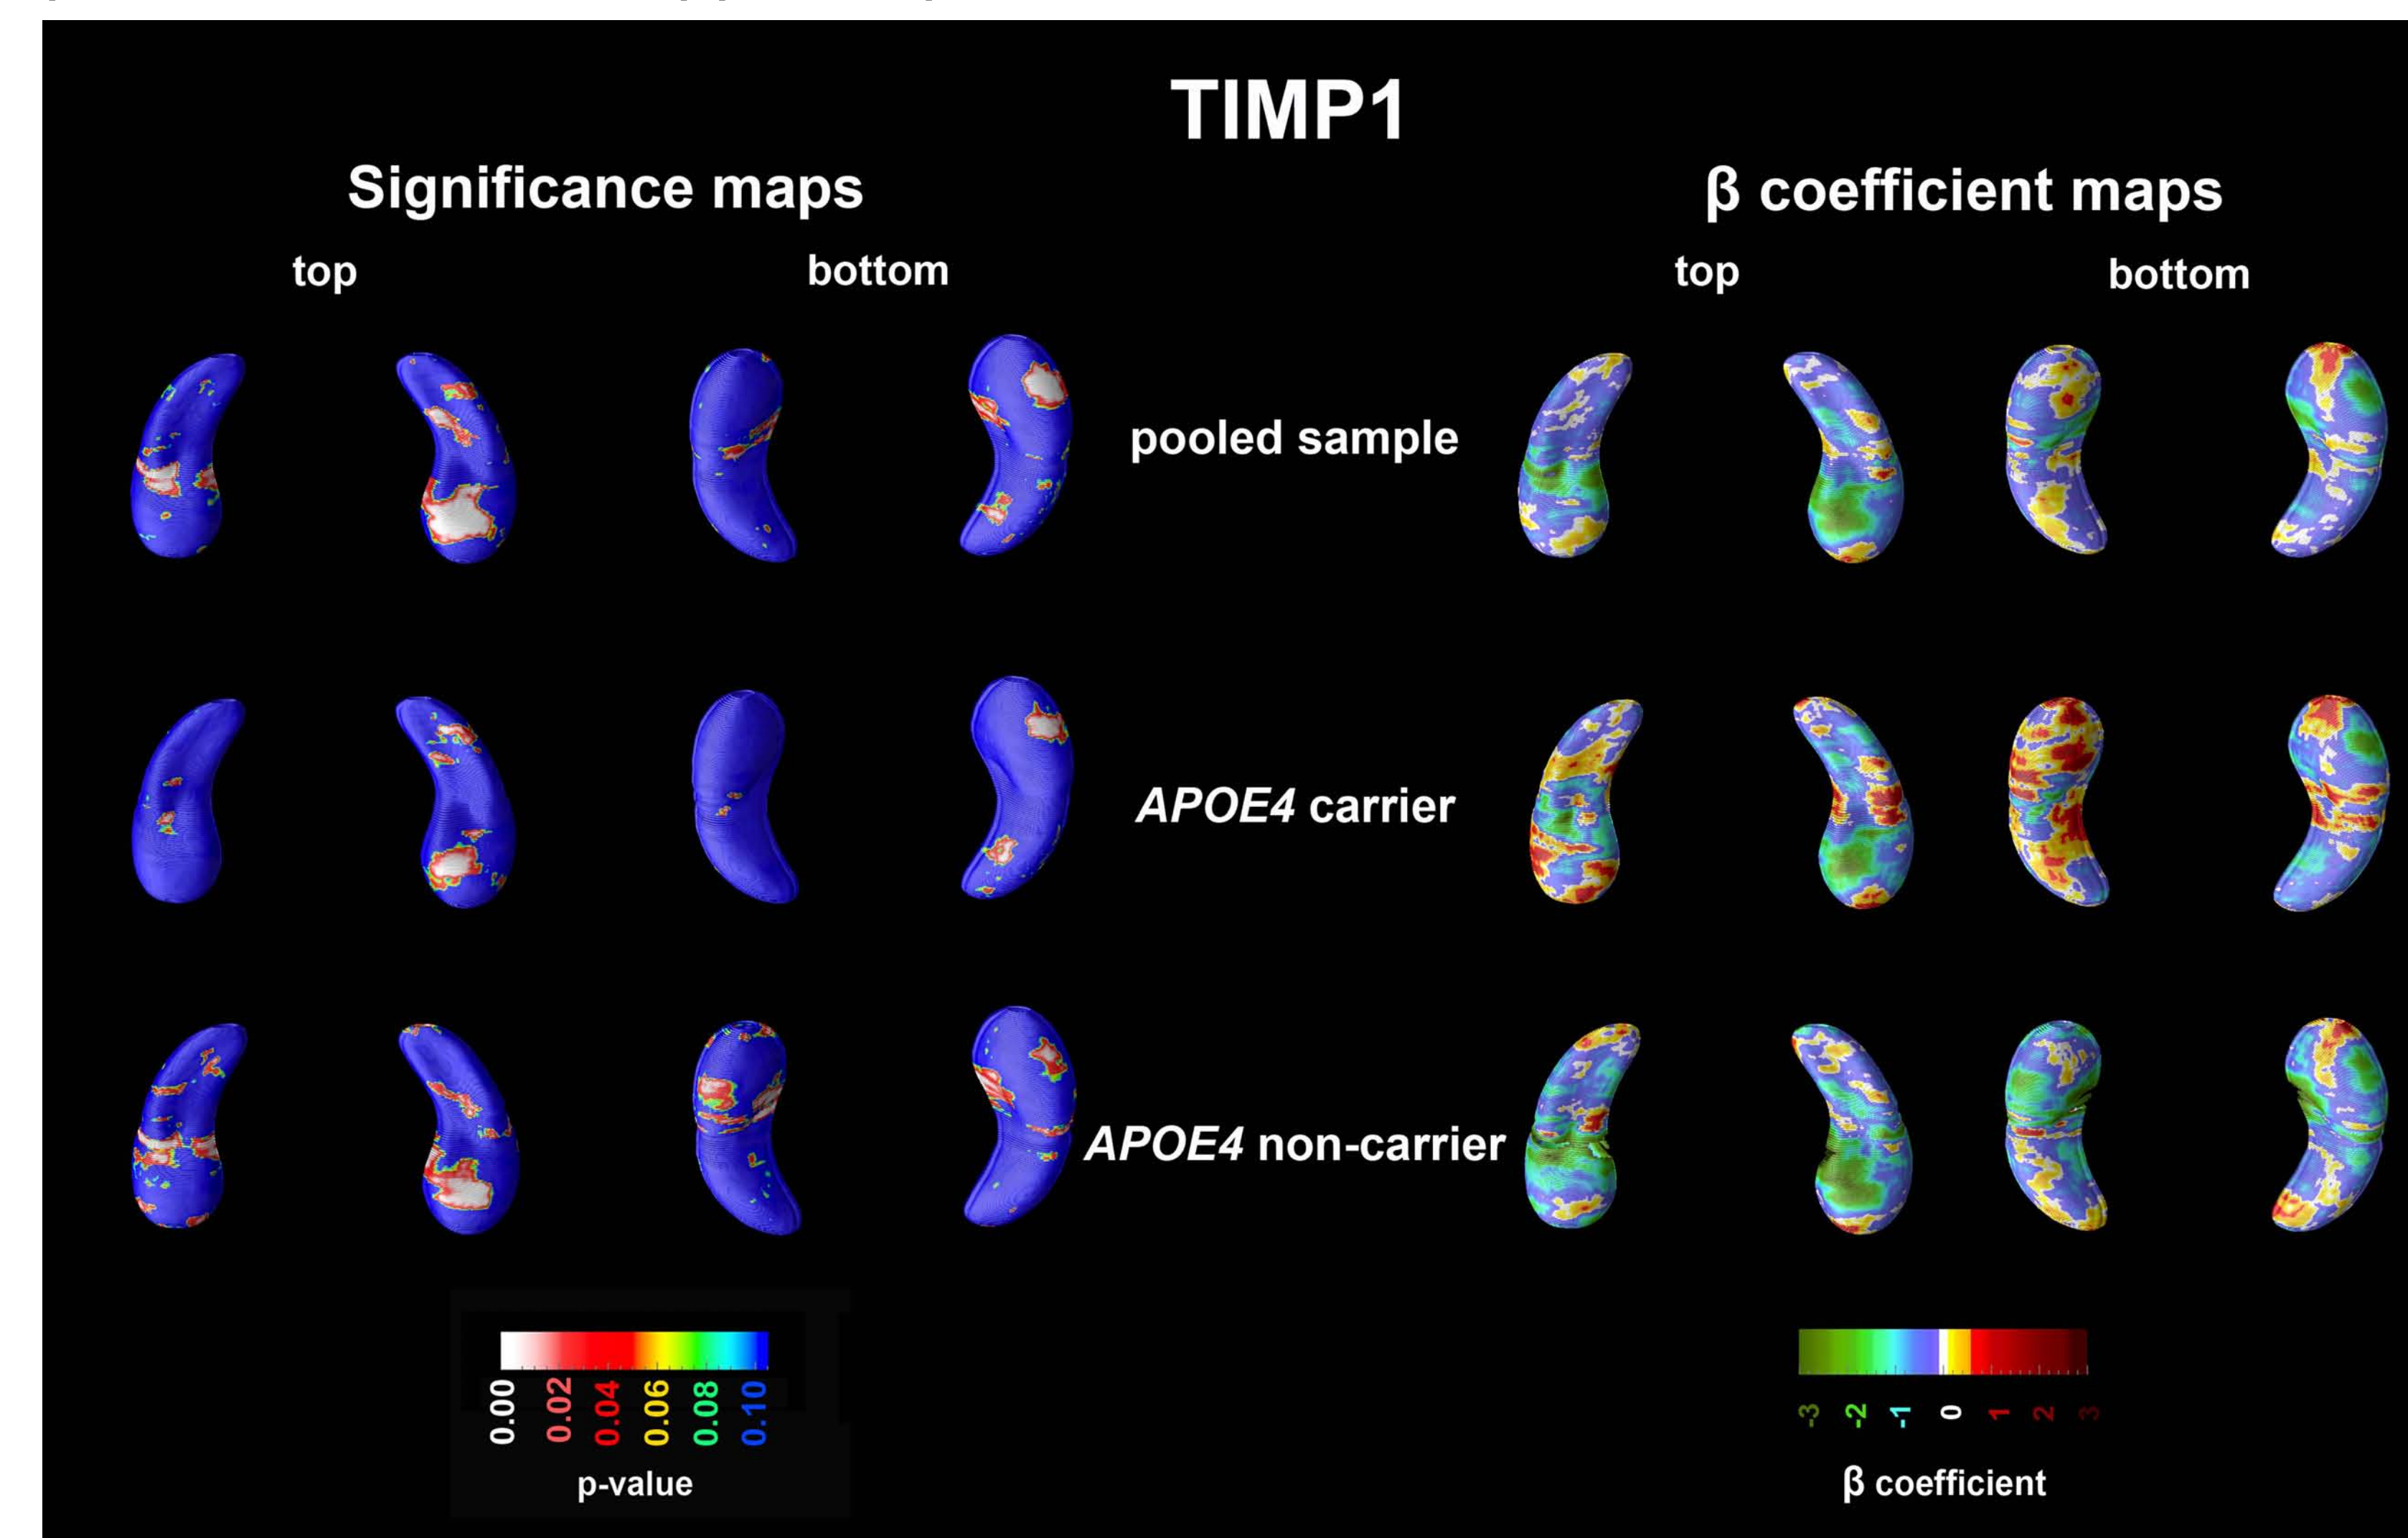 TIMP1
Significance maps
β coefficient maps
top
bottom
top
bottom
pooled sample
APOE4 carrier
APOE4 non-carrier
0.00
0.02
0.04
0.06
0.08
0.10
p-value
-3
-2
-1
0
1
2
3
β coefficient